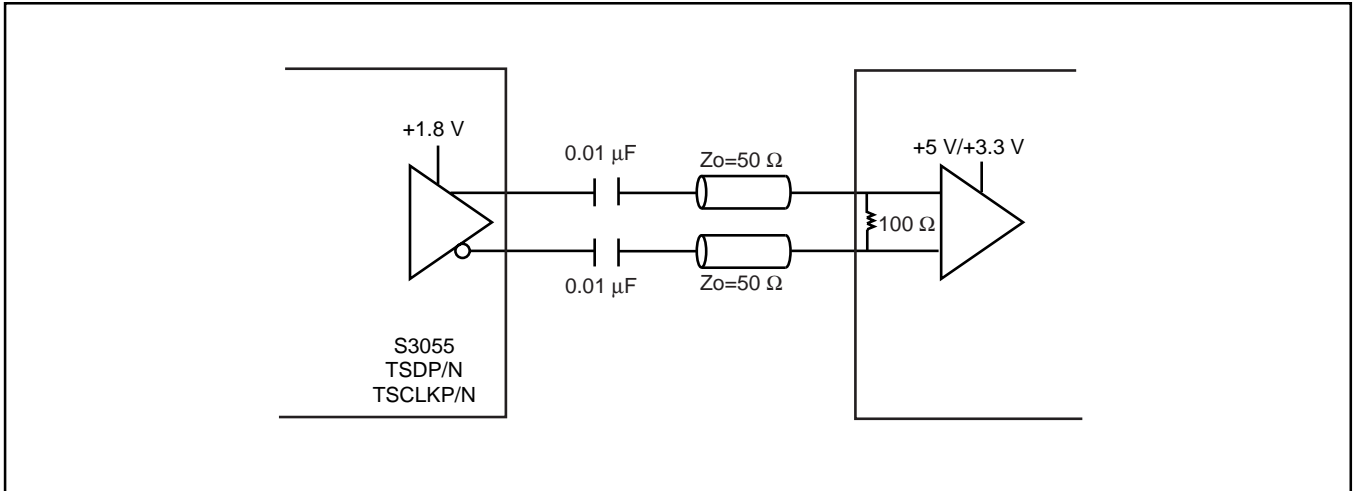 +1.8 V
0.01 μF
Zo=50 Ω
+5 V/+3.3 V
100 Ω
0.01 μF
Zo=50 Ω
S3055
TSDP/N
TSCLKP/N